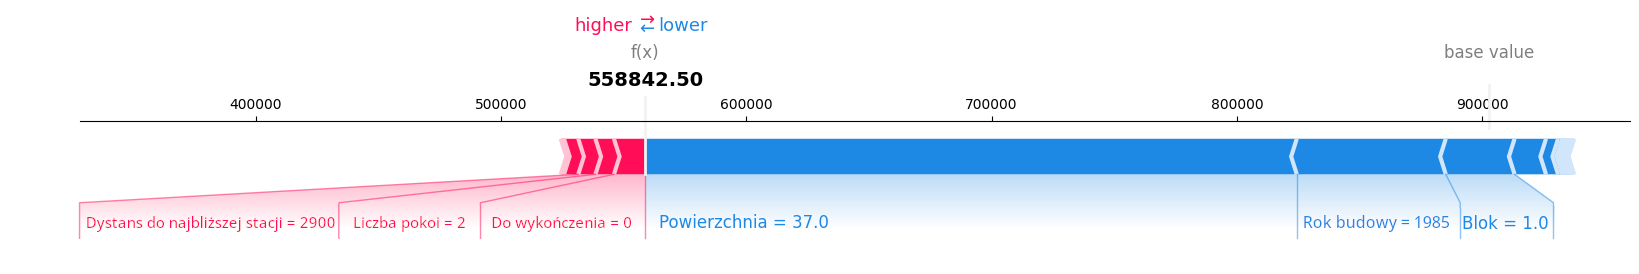 higher ⇄ lower
f(x)
base value
558842.50
400000 500000 600000 700000 800000 900000
Dystans do najbliższej stacji = 2900 Liczba pokoi = 2 Do wykończenia = 0 Powierzchnia = 37.0 Rok budowy = 1985 Blok = 1.0